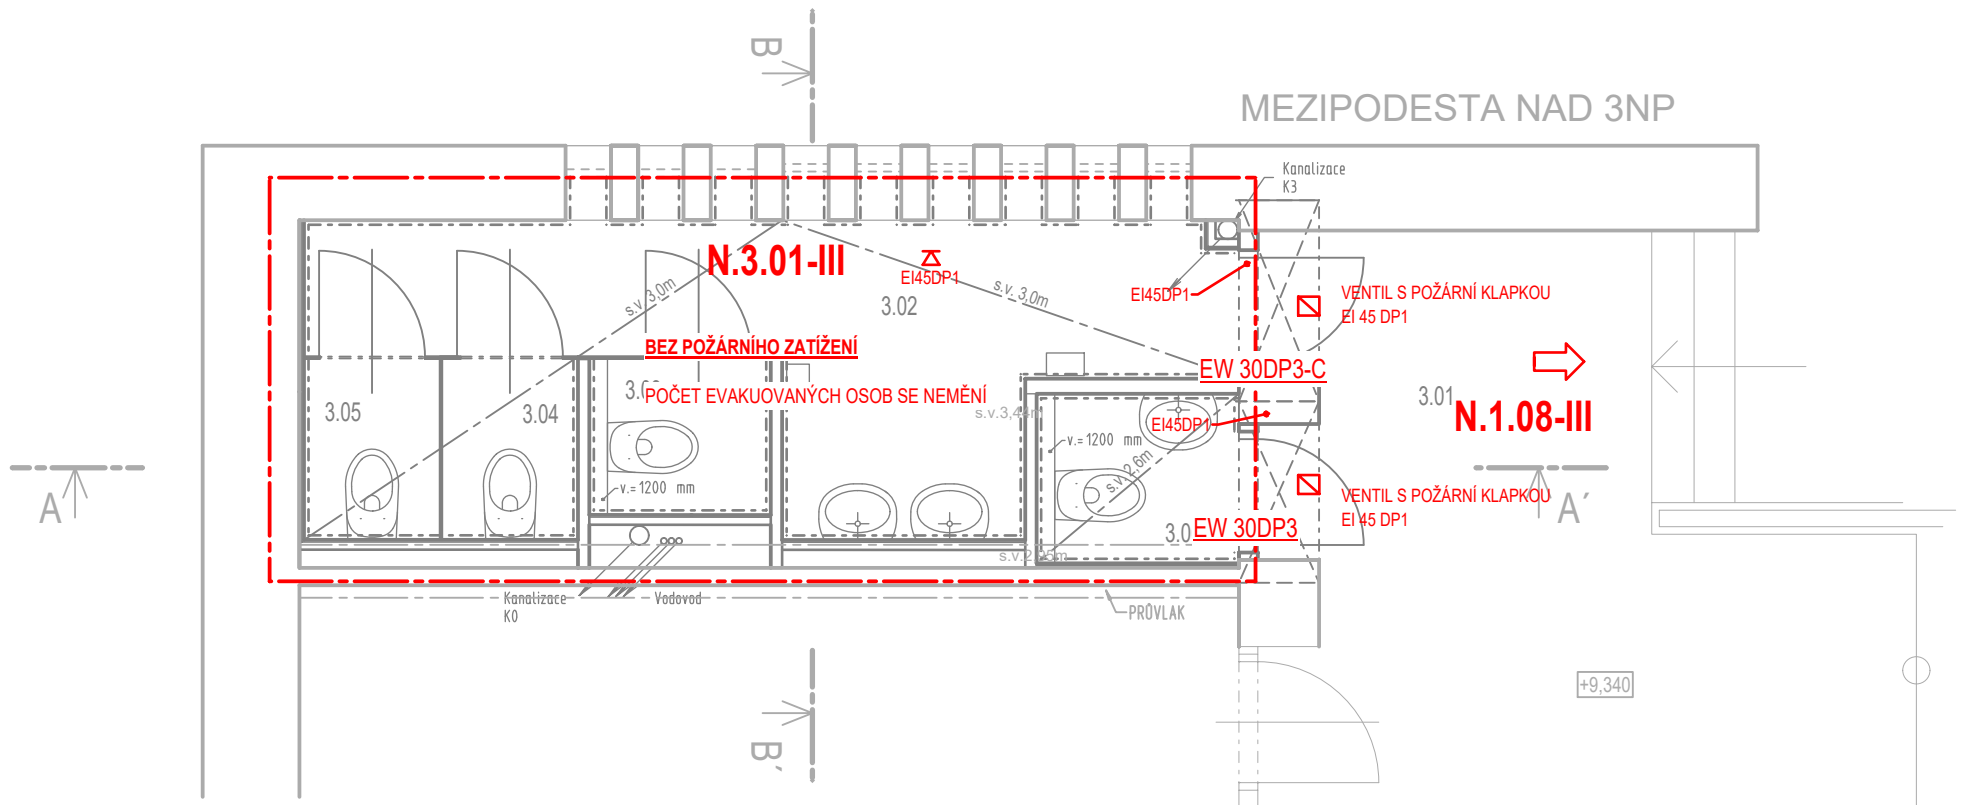 B
MEZIPODESTA NAD 3NP
Kanalizace
K3
N.3.01-III
EI45DP1
3.02
s.v. 3,0m
s.v. 3,0m
EI45DP1
VENTIL S POŽÁRNÍ KLAPKOU
EI 45 DP1
BEZ POŽÁRNÍHO ZATÍŽENÍ
EW 30DP3-C
POČET EVAKUOVANÝCH OSOB SE NEMĚNÍ
3.05
3.04
3.01
N.1.08-III
s.v.3,44m
EI45DP1
v.= 1200 mm
s.v. 2,6m
v.= 1200 mm
A
VENTIL S POŽÁRNÍ KLAPKOU
EI 45 DP1
A´
EW 30DP3
Kanalizace
K0
Vodovod
PRŮVLAK
+9,340
B´